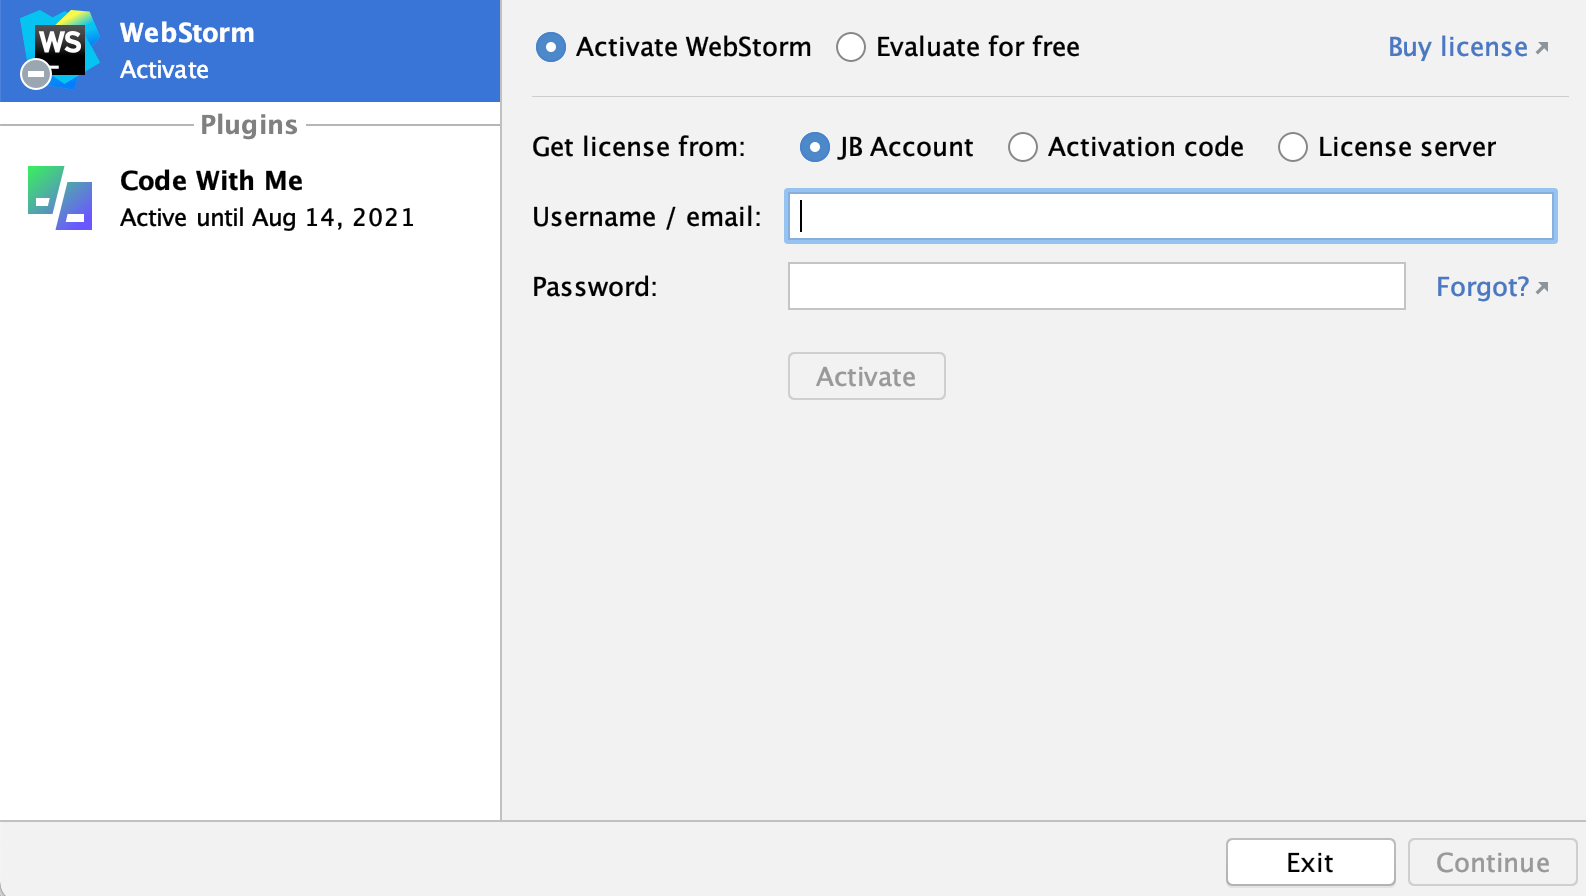 WS
WebStorm
Activate
Plugins
Code With Me
Active until Aug 14, 2021
Activate WebStorm Evaluate for free Buy license
Get license from: JB Account Activation code License server
Username / email:
Password: Forgot?
Activate
Exit Continue